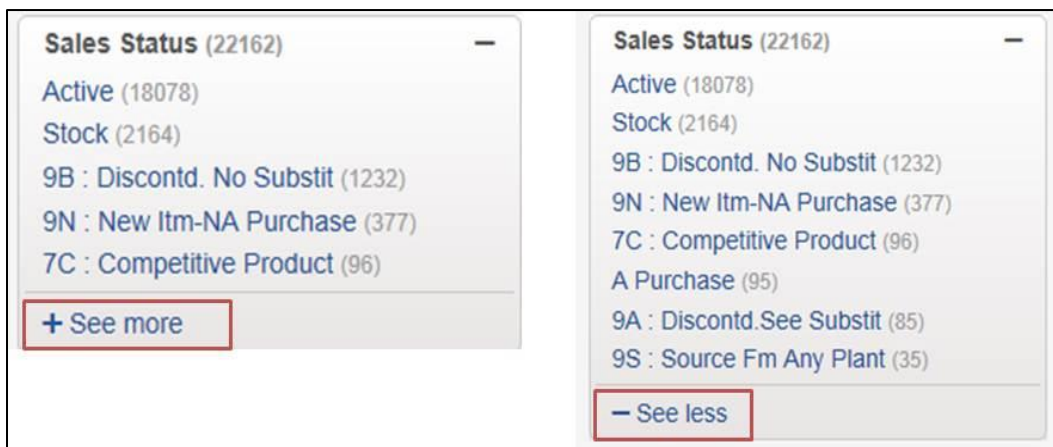 Sales Status (22162) −
Active (18078)
Stock (2164)
9B : Discontd. No Substit (1232)
9N : New Itm-NA Purchase (377)
7C : Competitive Product (96)
+ See more
Sales Status (22162) −
Active (18078)
Stock (2164)
9B : Discontd. No Substit (1232)
9N : New Itm-NA Purchase (377)
7C : Competitive Product (96)
A Purchase (95)
9A : Discontd.See Substit (85)
9S : Source Fm Any Plant (35)
− See less